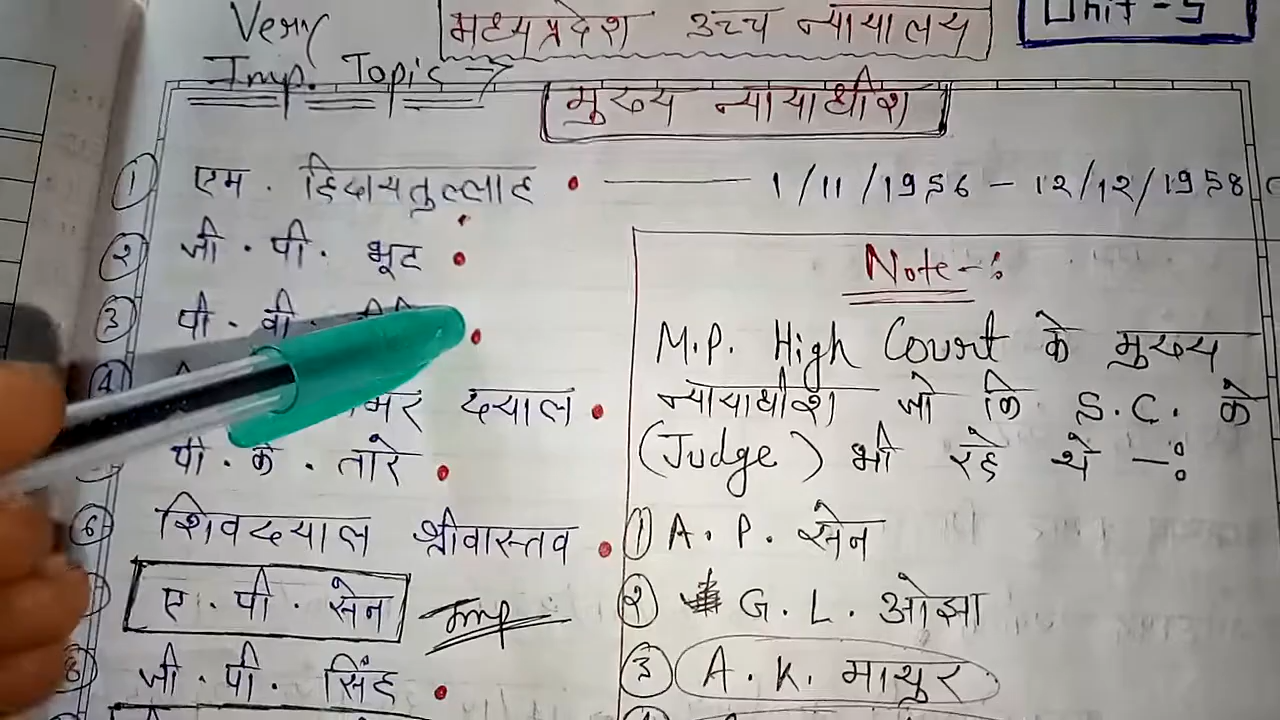 Very
Imp. Topic →
मध्यप्रदेश उच्च न्यायालय
Unit - 5
मुख्य न्यायाधीश
① एम. हिदायतुल्लाह — 1/11/1956 - 12/12/1958
② जी. पी. भूट
③ पी. वी.
④ दयाल
पी. के. तारे
⑥ शिवदयाल श्रीवास्तव
ए. पी. सेन Imp
⑧ जी. पी. सिंह
Note -:
M.P. High Court के मुख्य
न्यायाधीश जो कि S.C. के
(Judge) भी रहे थे -:
① A. P. सेन
② G. L. ओझा
③ A. K. माथुर